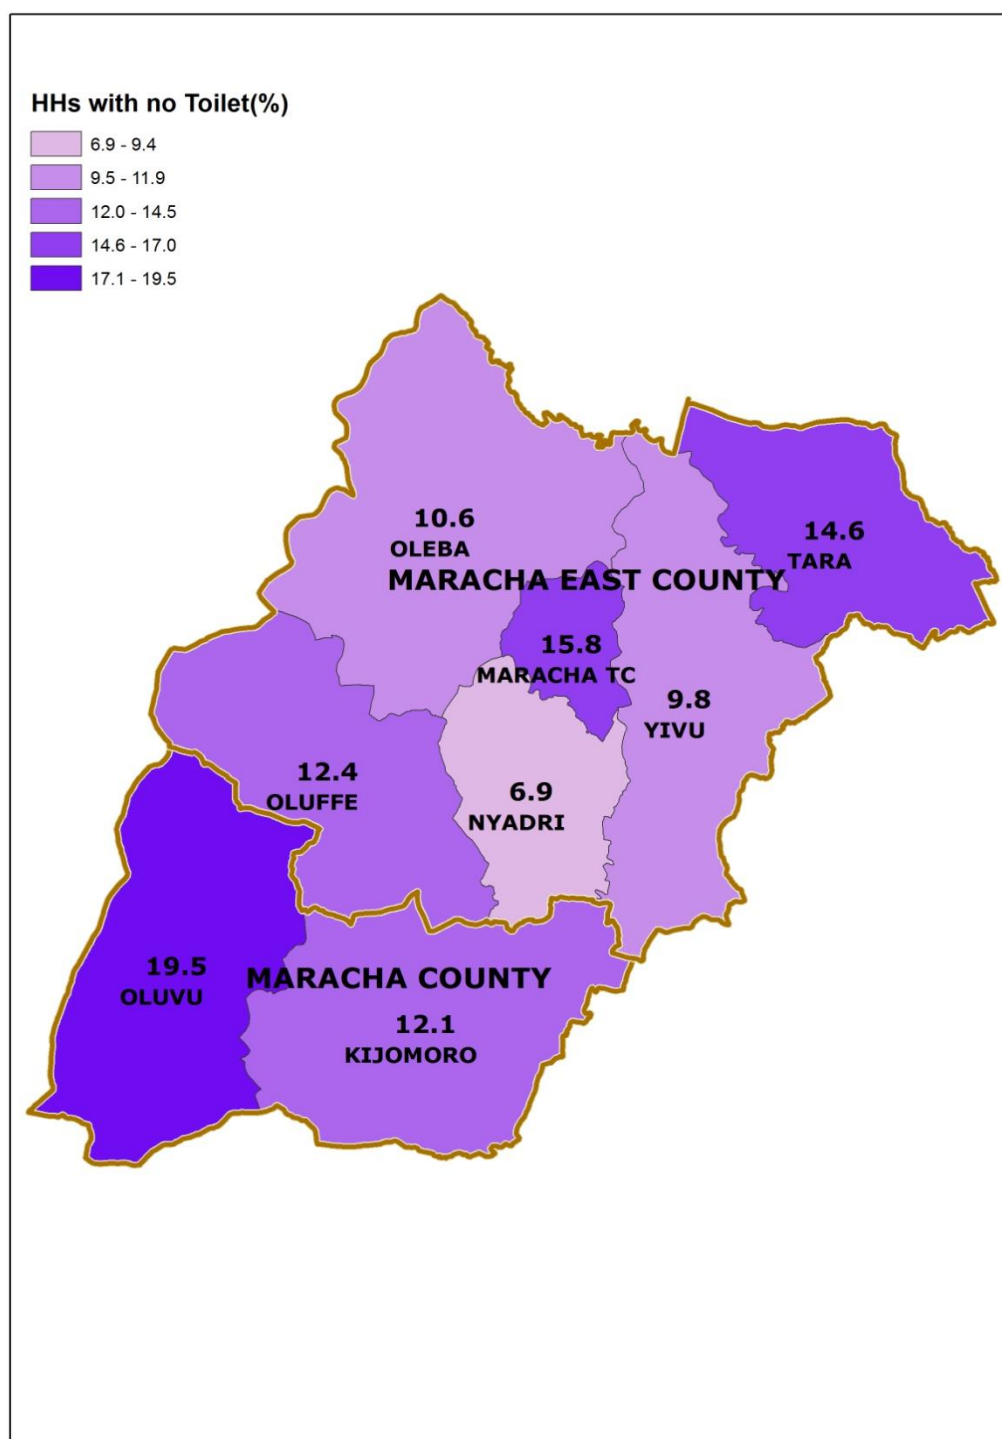 HHs with no Toilet(%)
6.9 - 9.4
9.5 - 11.9
12.0 - 14.5
14.6 - 17.0
17.1 - 19.5
10.6
OLEBA
14.6
TARA
MARACHA EAST COUNTY
15.8
MARACHA TC
9.8
YIVU
12.4
OLUFFE
6.9
NYADRI
19.5
OLUVU
MARACHA COUNTY
12.1
KIJOMORO